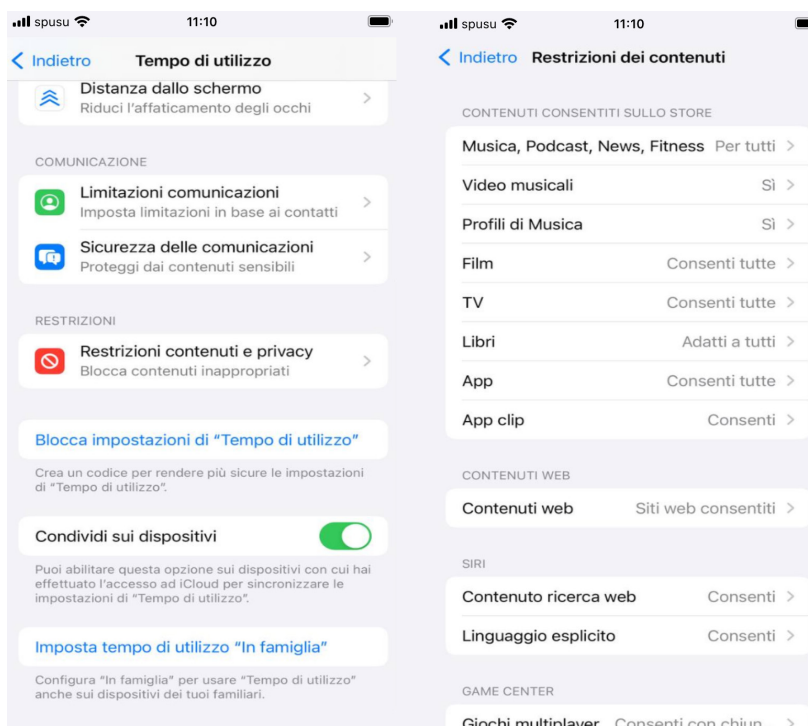 spusu 11:10
Indietro Tempo di utilizzo
Distanza dallo schermo
Riduci l'affaticamento degli occhi
COMUNICAZIONE
Limitazioni comunicazioni
Imposta limitazioni in base ai contatti
Sicurezza delle comunicazioni
Proteggi dai contenuti sensibili
RESTRIZIONI
Restrizioni contenuti e privacy
Blocca contenuti inappropriati
Blocca impostazioni di “Tempo di utilizzo”
Crea un codice per rendere più sicure le impostazioni
di “Tempo di utilizzo”.
Condividi sui dispositivi
Puoi abilitare questa opzione sui dispositivi con cui hai
effettuato l'accesso ad iCloud per sincronizzare le
impostazioni di “Tempo di utilizzo”.
Imposta tempo di utilizzo “In famiglia”
Configura “In famiglia” per usare “Tempo di utilizzo”
anche sui dispositivi dei tuoi familiari.
spusu 11:10
Indietro Restrizioni dei contenuti
CONTENUTI CONSENTITI SULLO STORE
Musica, Podcast, News, Fitness Per tutti
Video musicali Sì
Profili di Musica Sì
Film Consenti tutte
TV Consenti tutte
Libri Adatti a tutti
App Consenti tutte
App clip Consenti
CONTENUTI WEB
Contenuti web Siti web consentiti
SIRI
Contenuto ricerca web Consenti
Linguaggio esplicito Consenti
GAME CENTER
Giochi multiplayer Consenti con chiun...